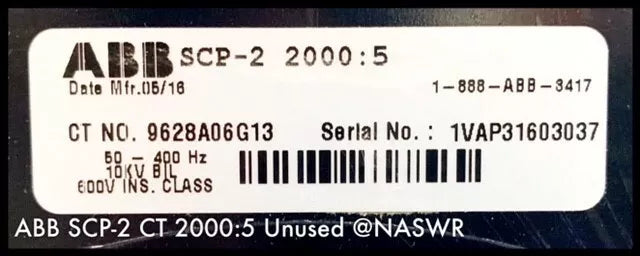 ABB SCP-2 2000:5
Date Mfr.05/16 1-888-ABB-3417
CT NO. 9628A06G13 Serial No.: 1VAP31603037
50 - 400 Hz
10KV BIL
600V INS. CLASS
ABB SCP-2 CT 2000:5 Unused @NASWR